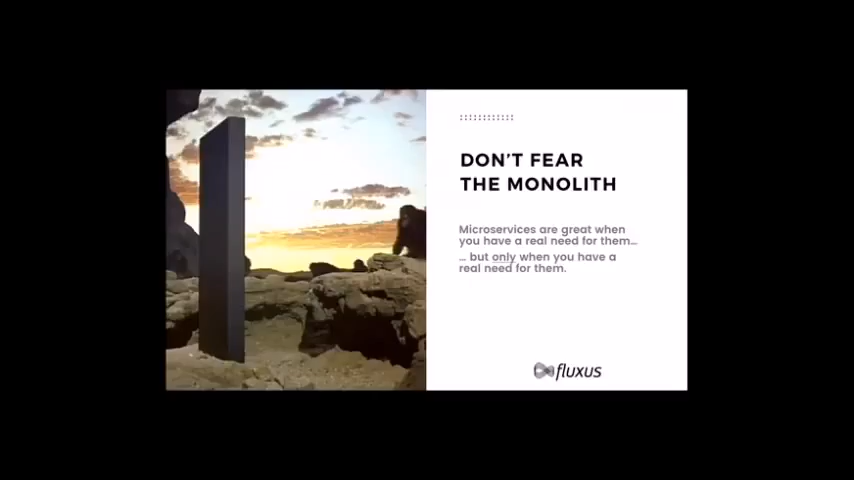 DON'T FEAR
THE MONOLITH
Microservices are great when
you have a real need for them...
... but only when you have a
real need for them.
fluxus